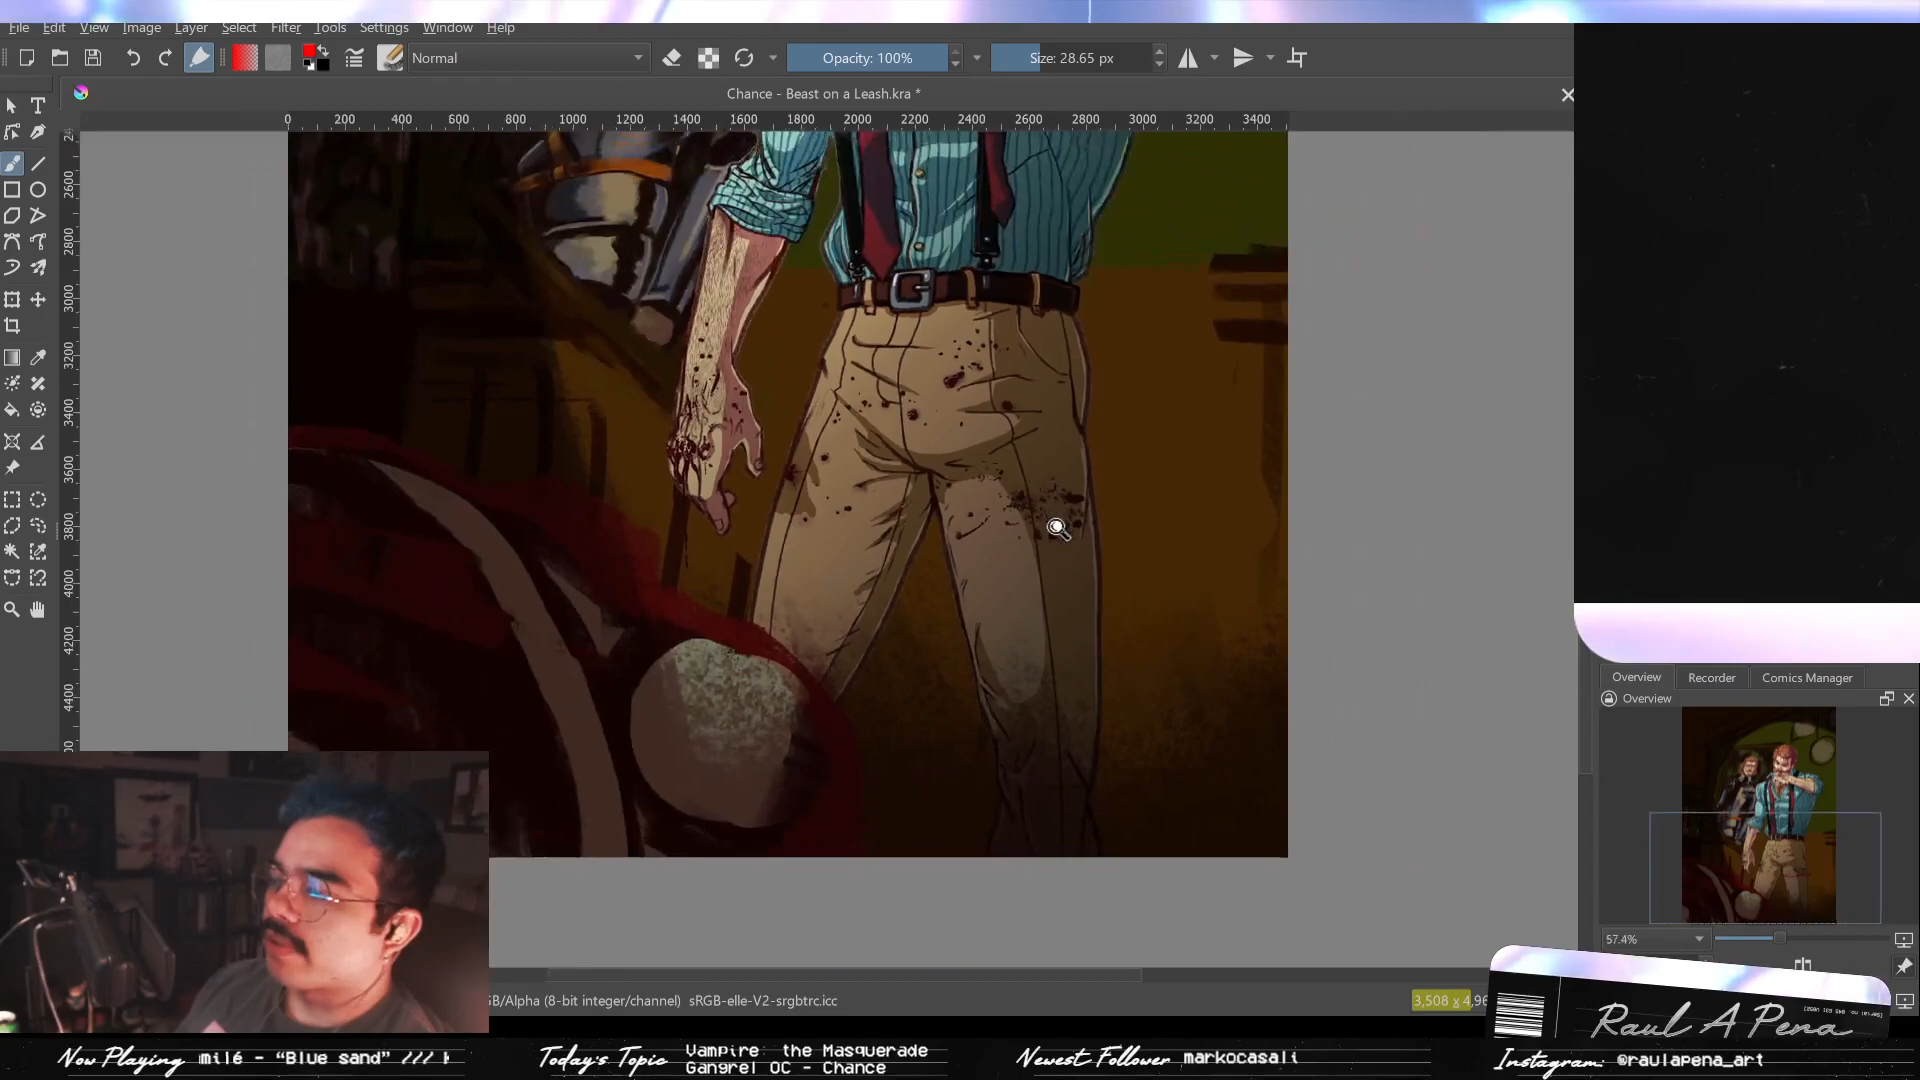 File Edit View Image Layer Select Filter Tools Settings Window Help
Normal
Opacity: 100%
Size: 28.65 px
Chance - Beast on a Leash.kra *
0 200 400 600 800 1000 1200 1400 1600 1800 2000 2200 2400 2600 2800 3000 3200 3400
24
2600
2800
3000
3200
3400
3600
3800
4000
4200
4400
Overview Recorder Comics Manager
Overview
57.4%
GB/Alpha (8-bit integer/channel) sRGB-elle-V2-srgbtrc.icc
3,508 x 4,96
Raul A Pena
Now Playing milé - “Blue sand” ///
Today's Topic Vampire: the Masquerade
Gangrel OC - Chance
Newest Follower markocasali
Instagram: @raulapena_art